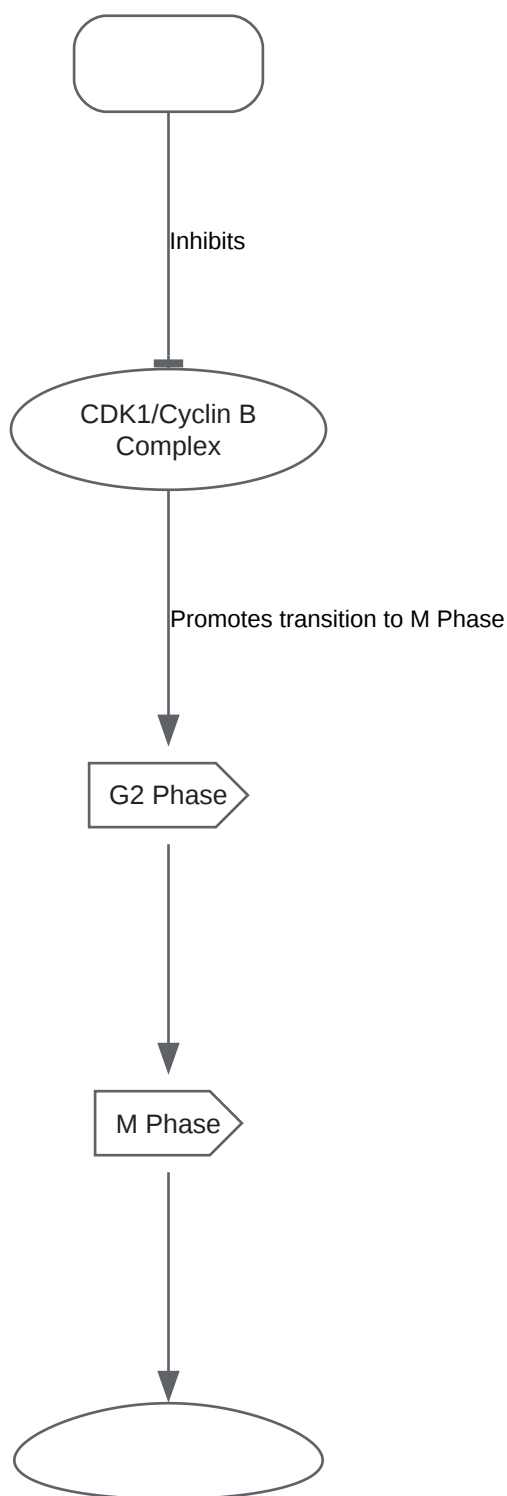 Inhibits
CDK1/Cyclin B
Complex
Promotes transition to M Phase
G2 Phase
M Phase